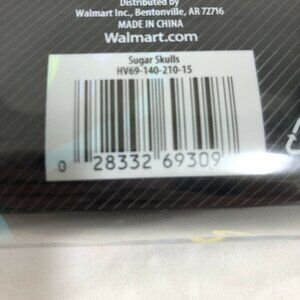 Distributed by
Walmart Inc., Bentonville, AR 72716
MADE IN CHINA
Walmart.com
Sugar Skulls
HV69-140-210-15
0 28332 69309